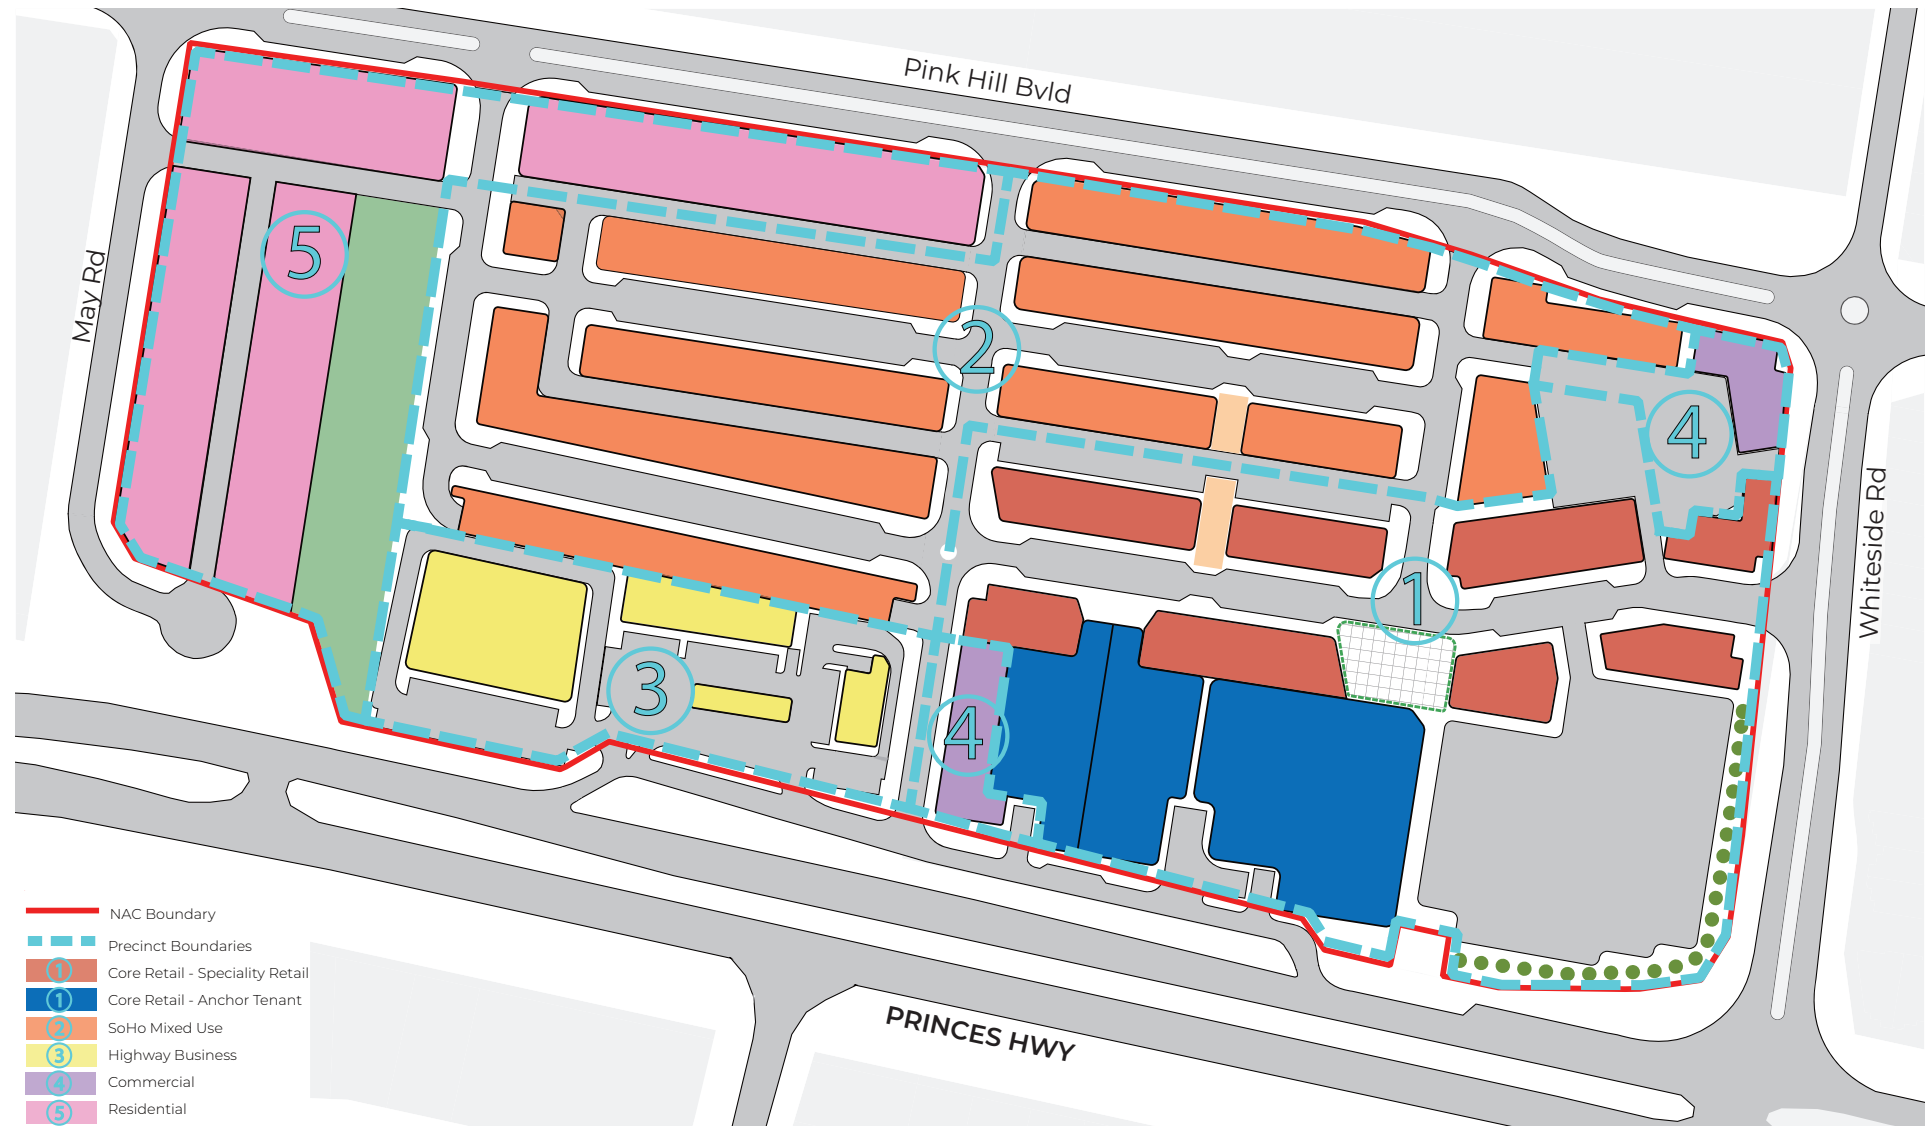 Pink Hill Bvld
May Rd
5
2
4
Whiteside Rd
1
3
4
NAC Boundary
Precinct Boundaries
1 Core Retail - Speciality Retail
1 Core Retail - Anchor Tenant
2 SoHo Mixed Use
3 Highway Business
4 Commercial
5 Residential
PRINCES HWY